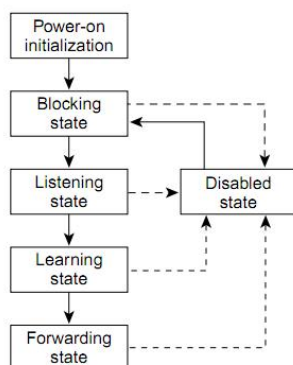 Power-on
initialization
Blocking
state
Listening
state
Disabled
state
Learning
state
Forwarding
state